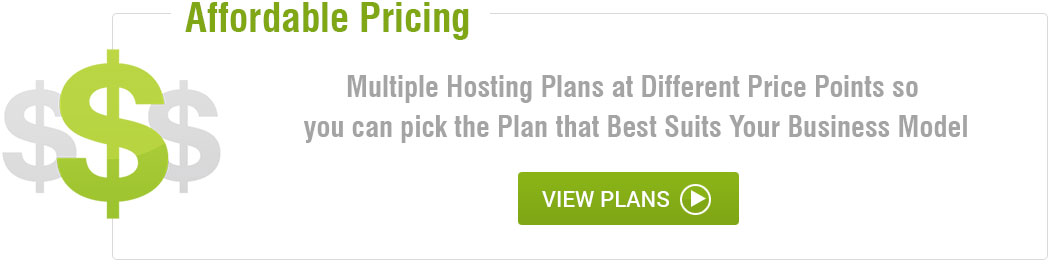 Affordable Pricing
Multiple Hosting Plans at Different Price Points so
you can pick the Plan that Best Suits Your Business Model
VIEW PLANS